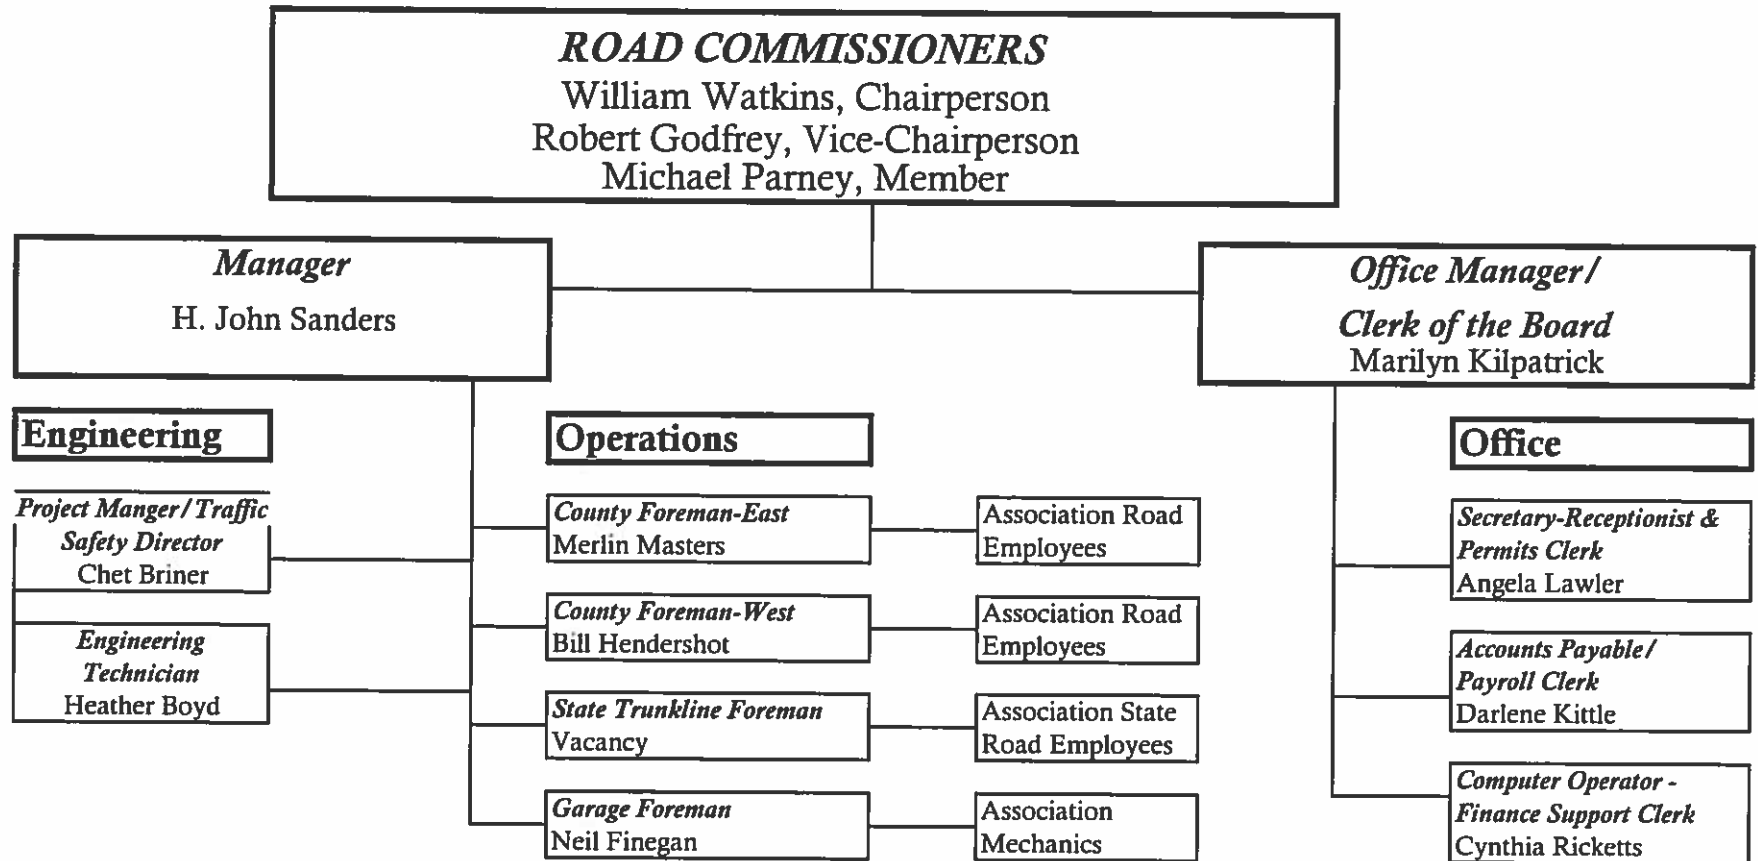 ROAD COMMISSIONERS
William Watkins, Chairperson
Robert Godfrey, Vice-Chairperson
Michael Parney, Member
Manager
H. John Sanders
Office Manager/
Clerk of the Board
Marilyn Kilpatrick
Engineering
Project Manger/Traffic
Safety Director
Chet Briner
Engineering
Technician
Heather Boyd
Operations
County Foreman-East
Merlin Masters
Association Road
Employees
County Foreman-West
Bill Hendershot
Association Road
Employees
State Trunkline Foreman
Vacancy
Association State
Road Employees
Garage Foreman
Neil Finegan
Association
Mechanics
Office
Secretary-Receptionist &
Permits Clerk
Angela Lawler
Accounts Payable/
Payroll Clerk
Darlene Kittle
Computer Operator -
Finance Support Clerk
Cynthia Ricketts